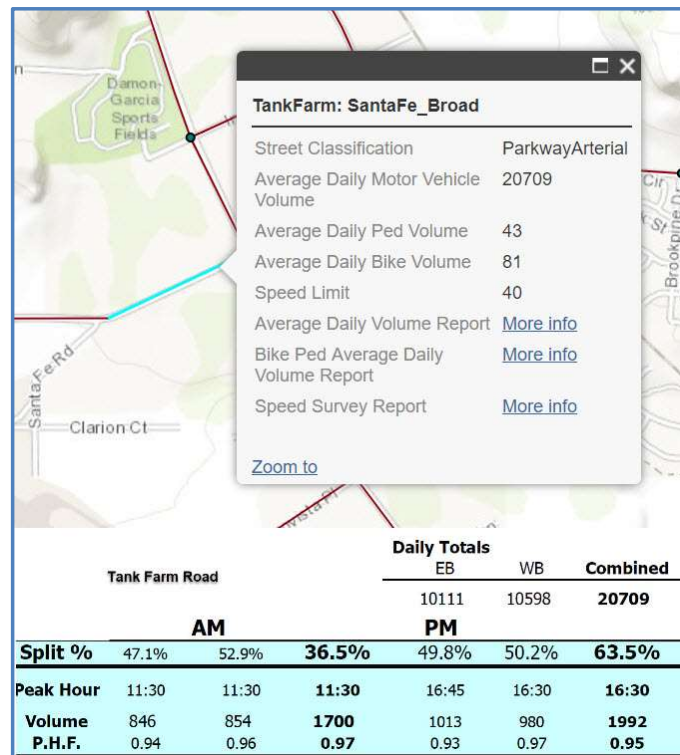 Damon-
Garcia
Sports
Fields
TankFarm: SantaFe_Broad
Street Classification ParkwayArterial
Average Daily Motor Vehicle 20709
Volume
Average Daily Ped Volume 43
Average Daily Bike Volume 81
Speed Limit 40
Average Daily Volume Report More info
Bike Ped Average Daily More info
Volume Report
Speed Survey Report More info
Zoom to
Cir
St
Brookpine Dr
Santa Fe Rd
Clarion Ct
vista Pl
Daily Totals
Tank Farm Road EB WB Combined
10111 10598 20709
AM PM
Split % 47.1% 52.9% 36.5% 49.8% 50.2% 63.5%
Peak Hour 11:30 11:30 11:30 16:45 16:30 16:30
Volume 846 854 1700 1013 980 1992
P.H.F. 0.94 0.96 0.97 0.93 0.97 0.95